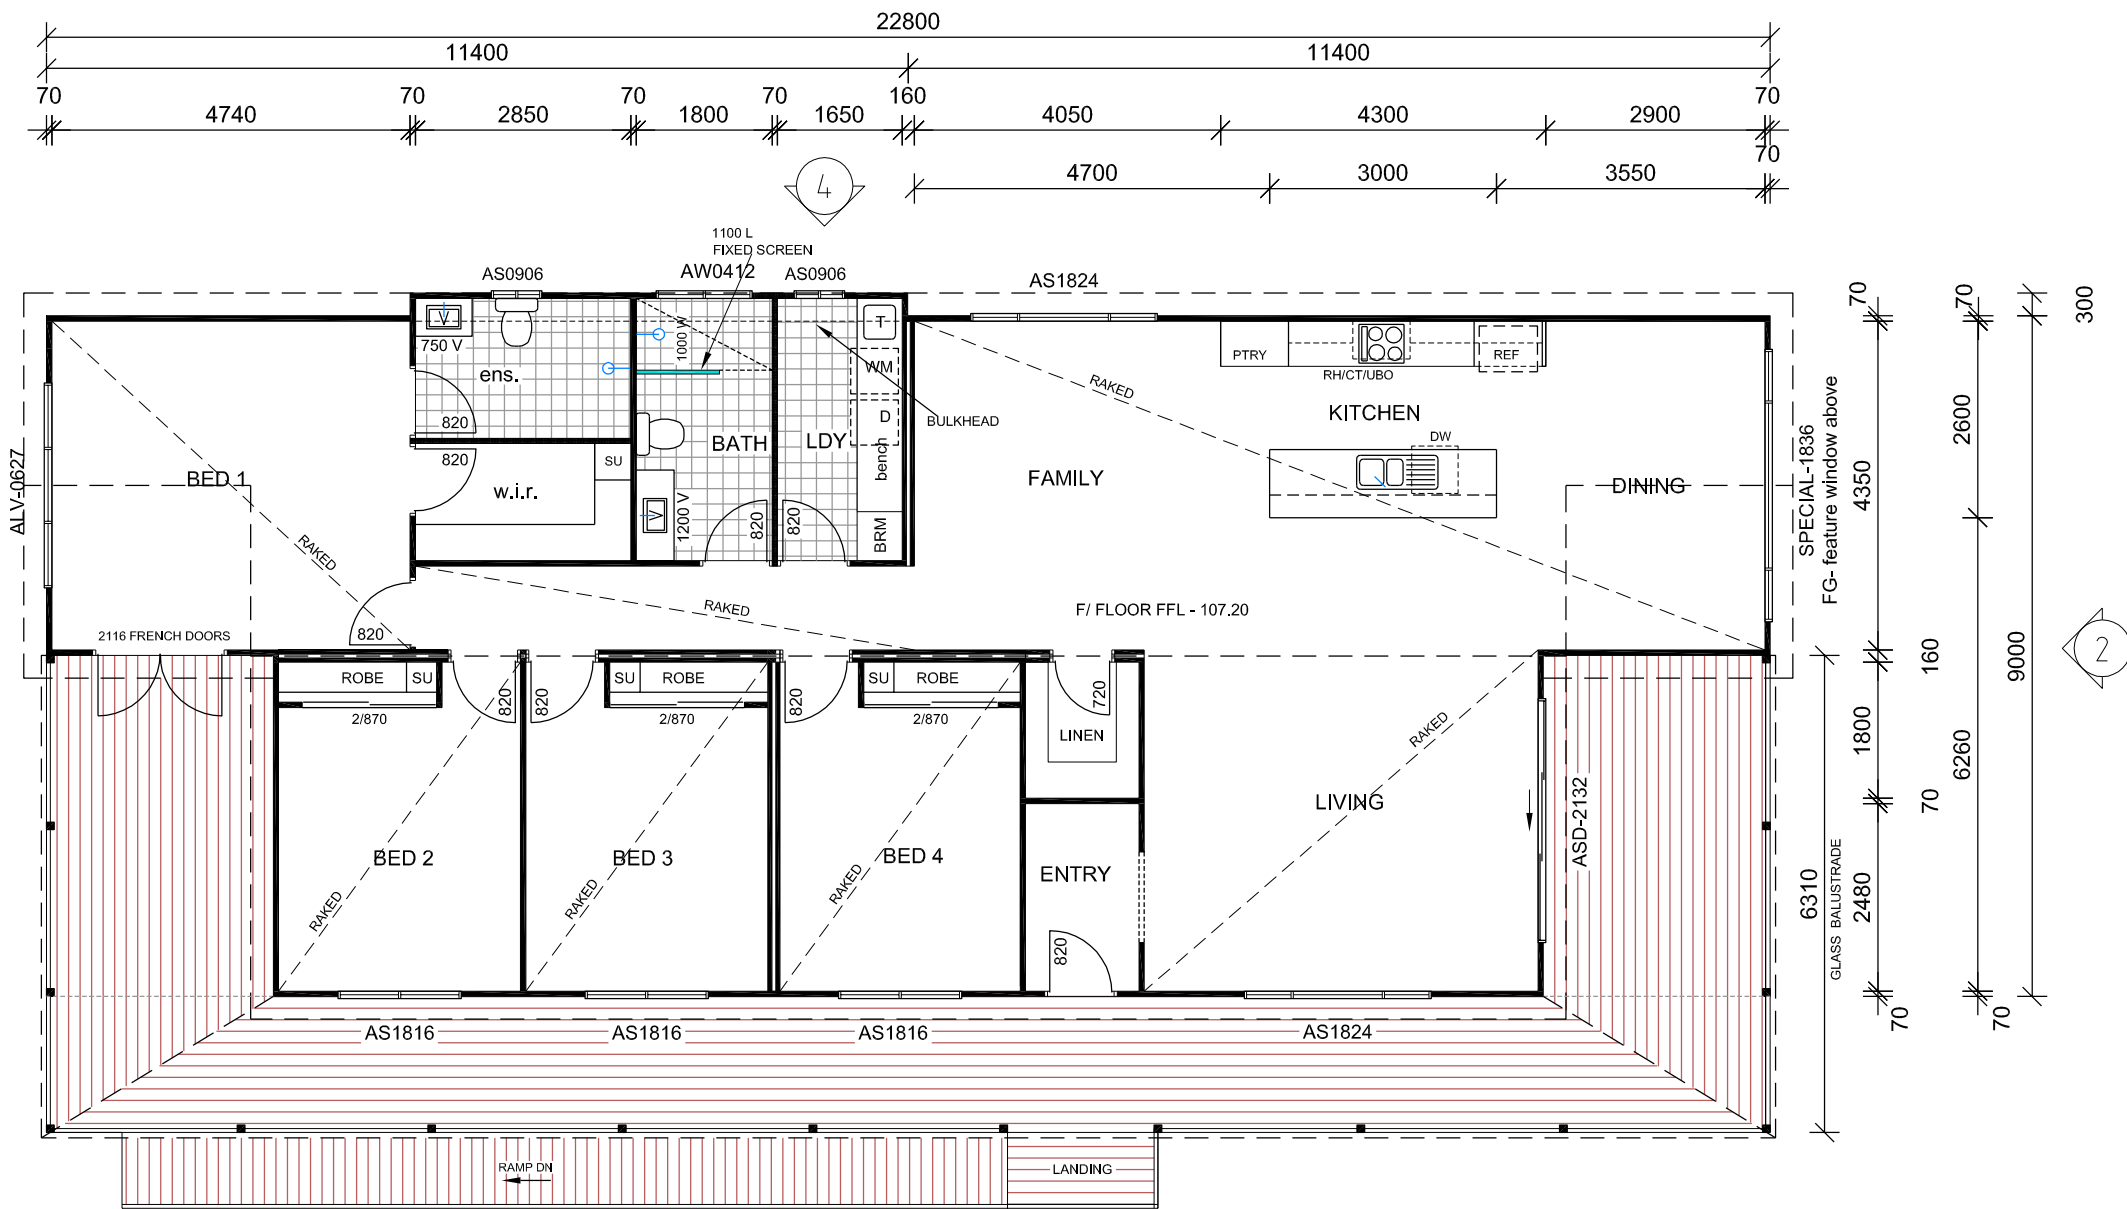 22800
11400 11400
70 70 70 70 160 70
4740 2850 1800 1650 4050 4300 2900
70
4700 3000 3550
4
1100 L
FIXED SCREEN
AS0906 AW0412 AS0906 AS1824
70 70 300
750 V
ens.
1000 W
T
WM
D
bench
BRM
BULKHEAD
820
BATH LDY
820
SU
w.i.r.
V
V
1200 V
820
820
PTRY
REF
RH/CT/UBO
KITCHEN
DW
RAKED
FAMILY
DINING
BED 1
ALV-0627
RAKED
RAKED
F/ FLOOR FFL - 107.20
SPECIAL-1836
FG- feature window above
4350
2600
9000
2
2116 FRENCH DOORS
820
ROBE SU
2/870
820
820
SU ROBE
2/870
820
SU ROBE
2/870
720
LINEN
RAKED
160
1800
6260
70
LIVING
ASD-2132
BED 2 BED 3 BED 4
ENTRY
RAKED
RAKED
RAKED
820
6310
GLASS BALUSTRADE
2480
70
70
AS1816 AS1816 AS1816 AS1824
RAMP DN
LANDING